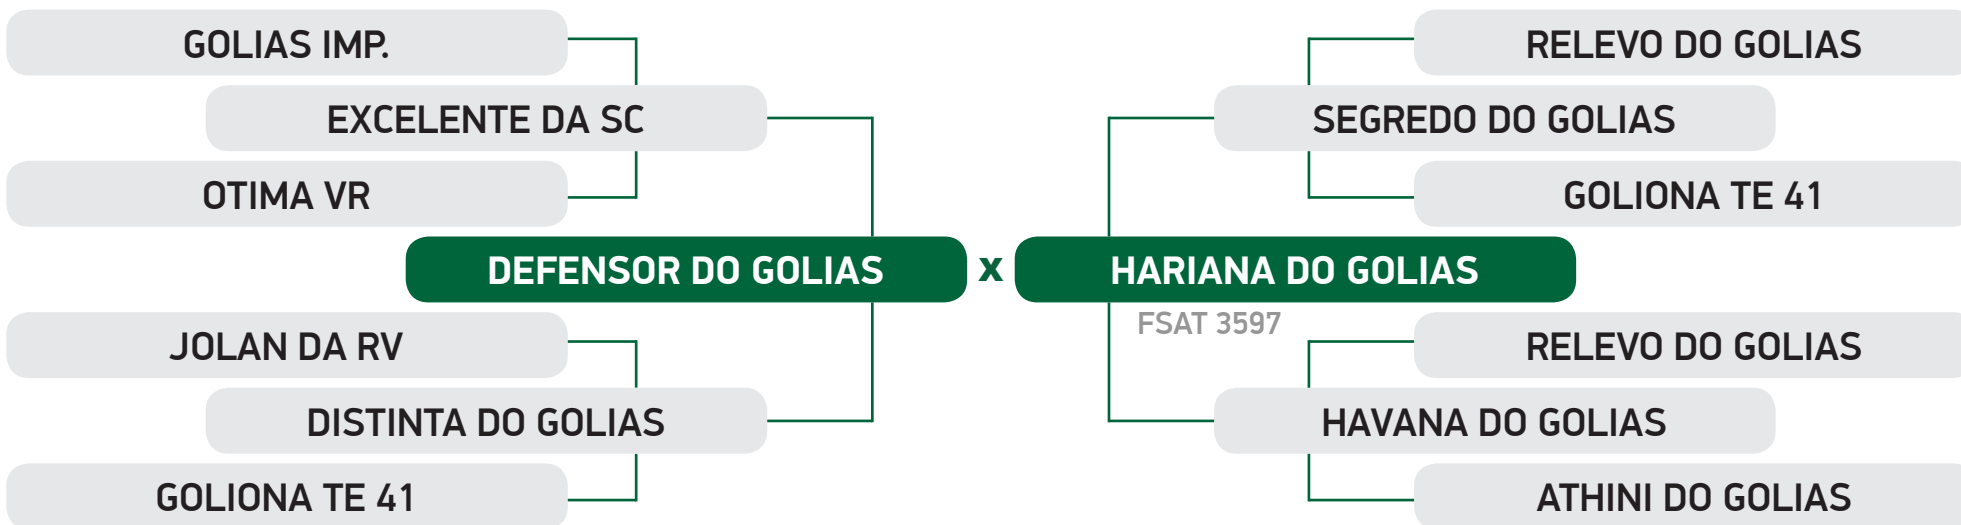 GOLIAS IMP.
RELEVO DO GOLIAS
EXCELENTE DA SC
SEGREDO DO GOLIAS
OTIMA VR
GOLIONA TE 41
DEFENSOR DO GOLIAS x HARIANA DO GOLIAS
FSAT 3597
JOLAN DA RV
RELEVO DO GOLIAS
DISTINTA DO GOLIAS
HAVANA DO GOLIAS
GOLIONA TE 41
ATHINI DO GOLIAS